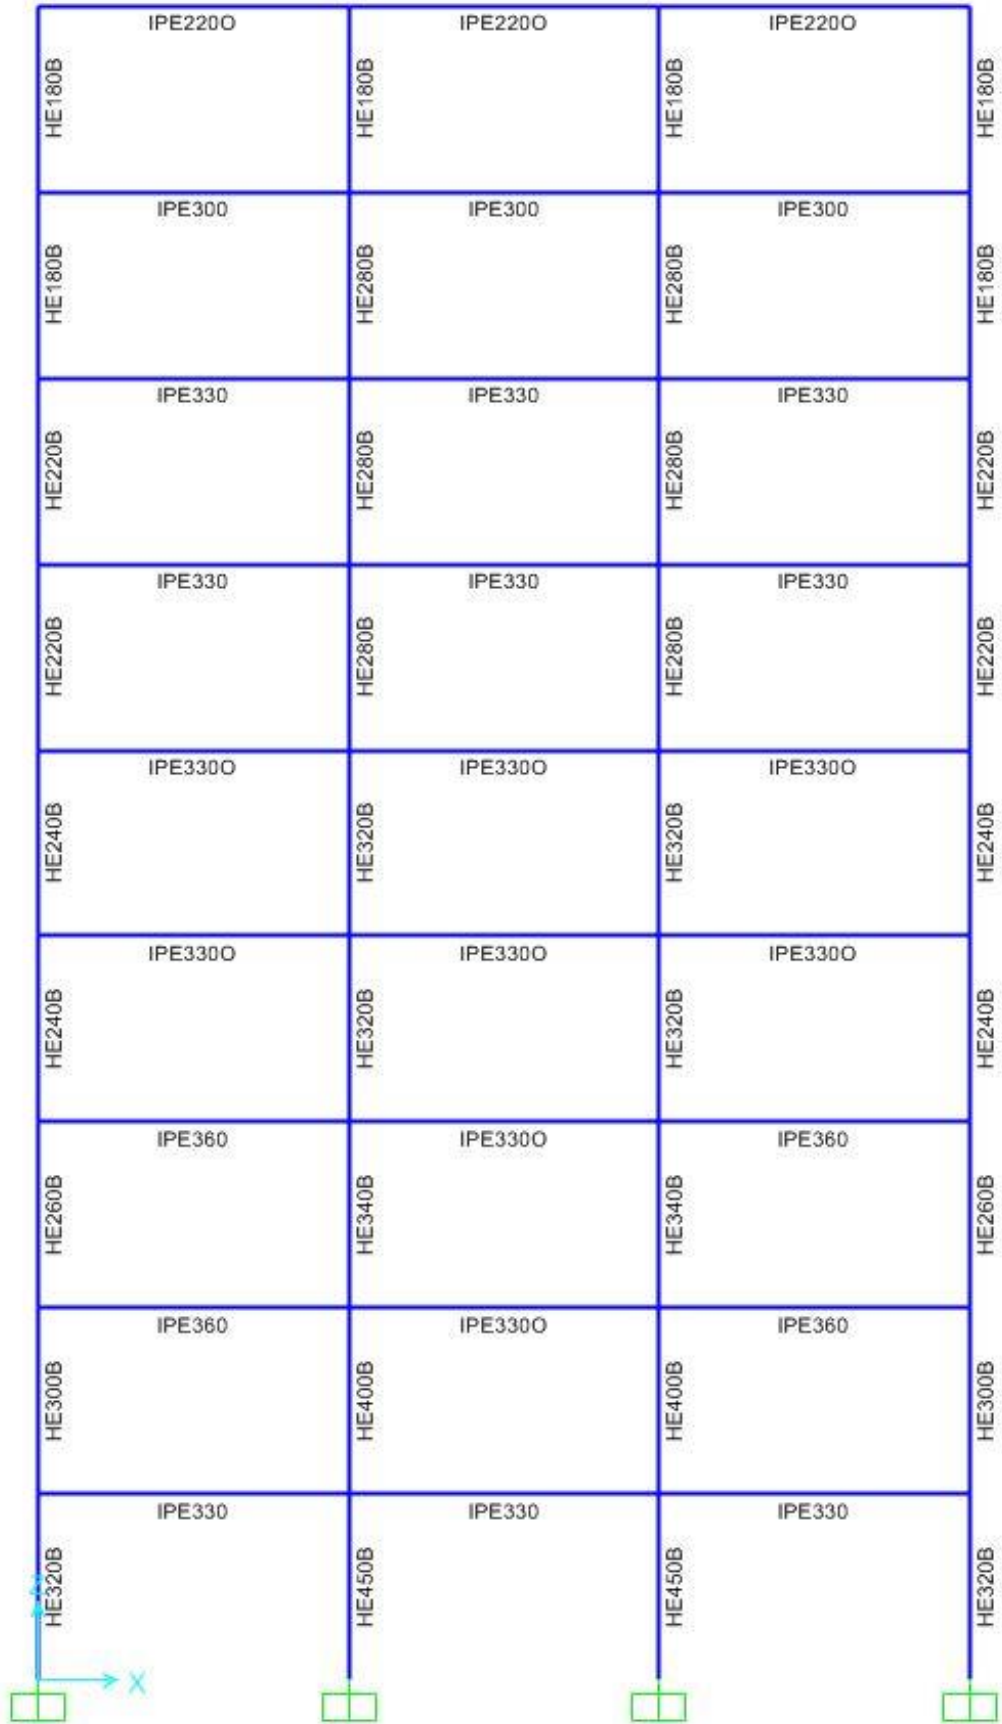 IPE220O IPE220O IPE220O
HE180B HE180B HE180B HE180B
IPE300 IPE300 IPE300
HE180B HE280B HE280B HE180B
IPE330 IPE330 IPE330
HE220B HE280B HE280B HE220B
IPE330 IPE330 IPE330
HE220B HE280B HE280B HE220B
IPE330O IPE330O IPE330O
HE240B HE320B HE320B HE240B
IPE330O IPE330O IPE330O
HE240B HE320B HE320B HE240B
IPE360 IPE330O IPE360
HE260B HE340B HE340B HE260B
IPE360 IPE330O IPE360
HE300B HE400B HE400B HE300B
IPE330 IPE330 IPE330
HE320B HE450B HE450B HE320B
Z
X